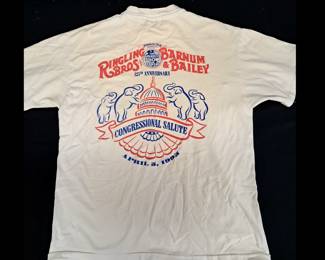 RINGLING BROS BARNUM & BAILEY
125TH ANNIVERSARY
CONGRESSIONAL SALUTE
APRIL 5, 1995